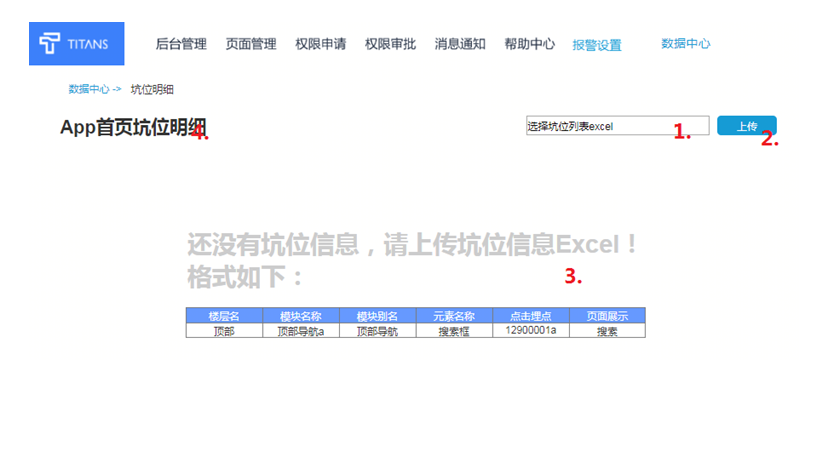 TITANS 后台管理 页面管理 权限申请 权限审批 消息通知 帮助中心 报警设置 数据中心
数据中心 -> 坑位明细
App首页坑位明细 4. 选择坑位列表excel 1. 上传 2.
还没有坑位信息，请上传坑位信息Excel！
格式如下： 3.
楼层名 模块名称 模块别名 元素名称 点击埋点 页面展示
顶部 顶部导航a 顶部导航 搜索框 12900001a 搜索